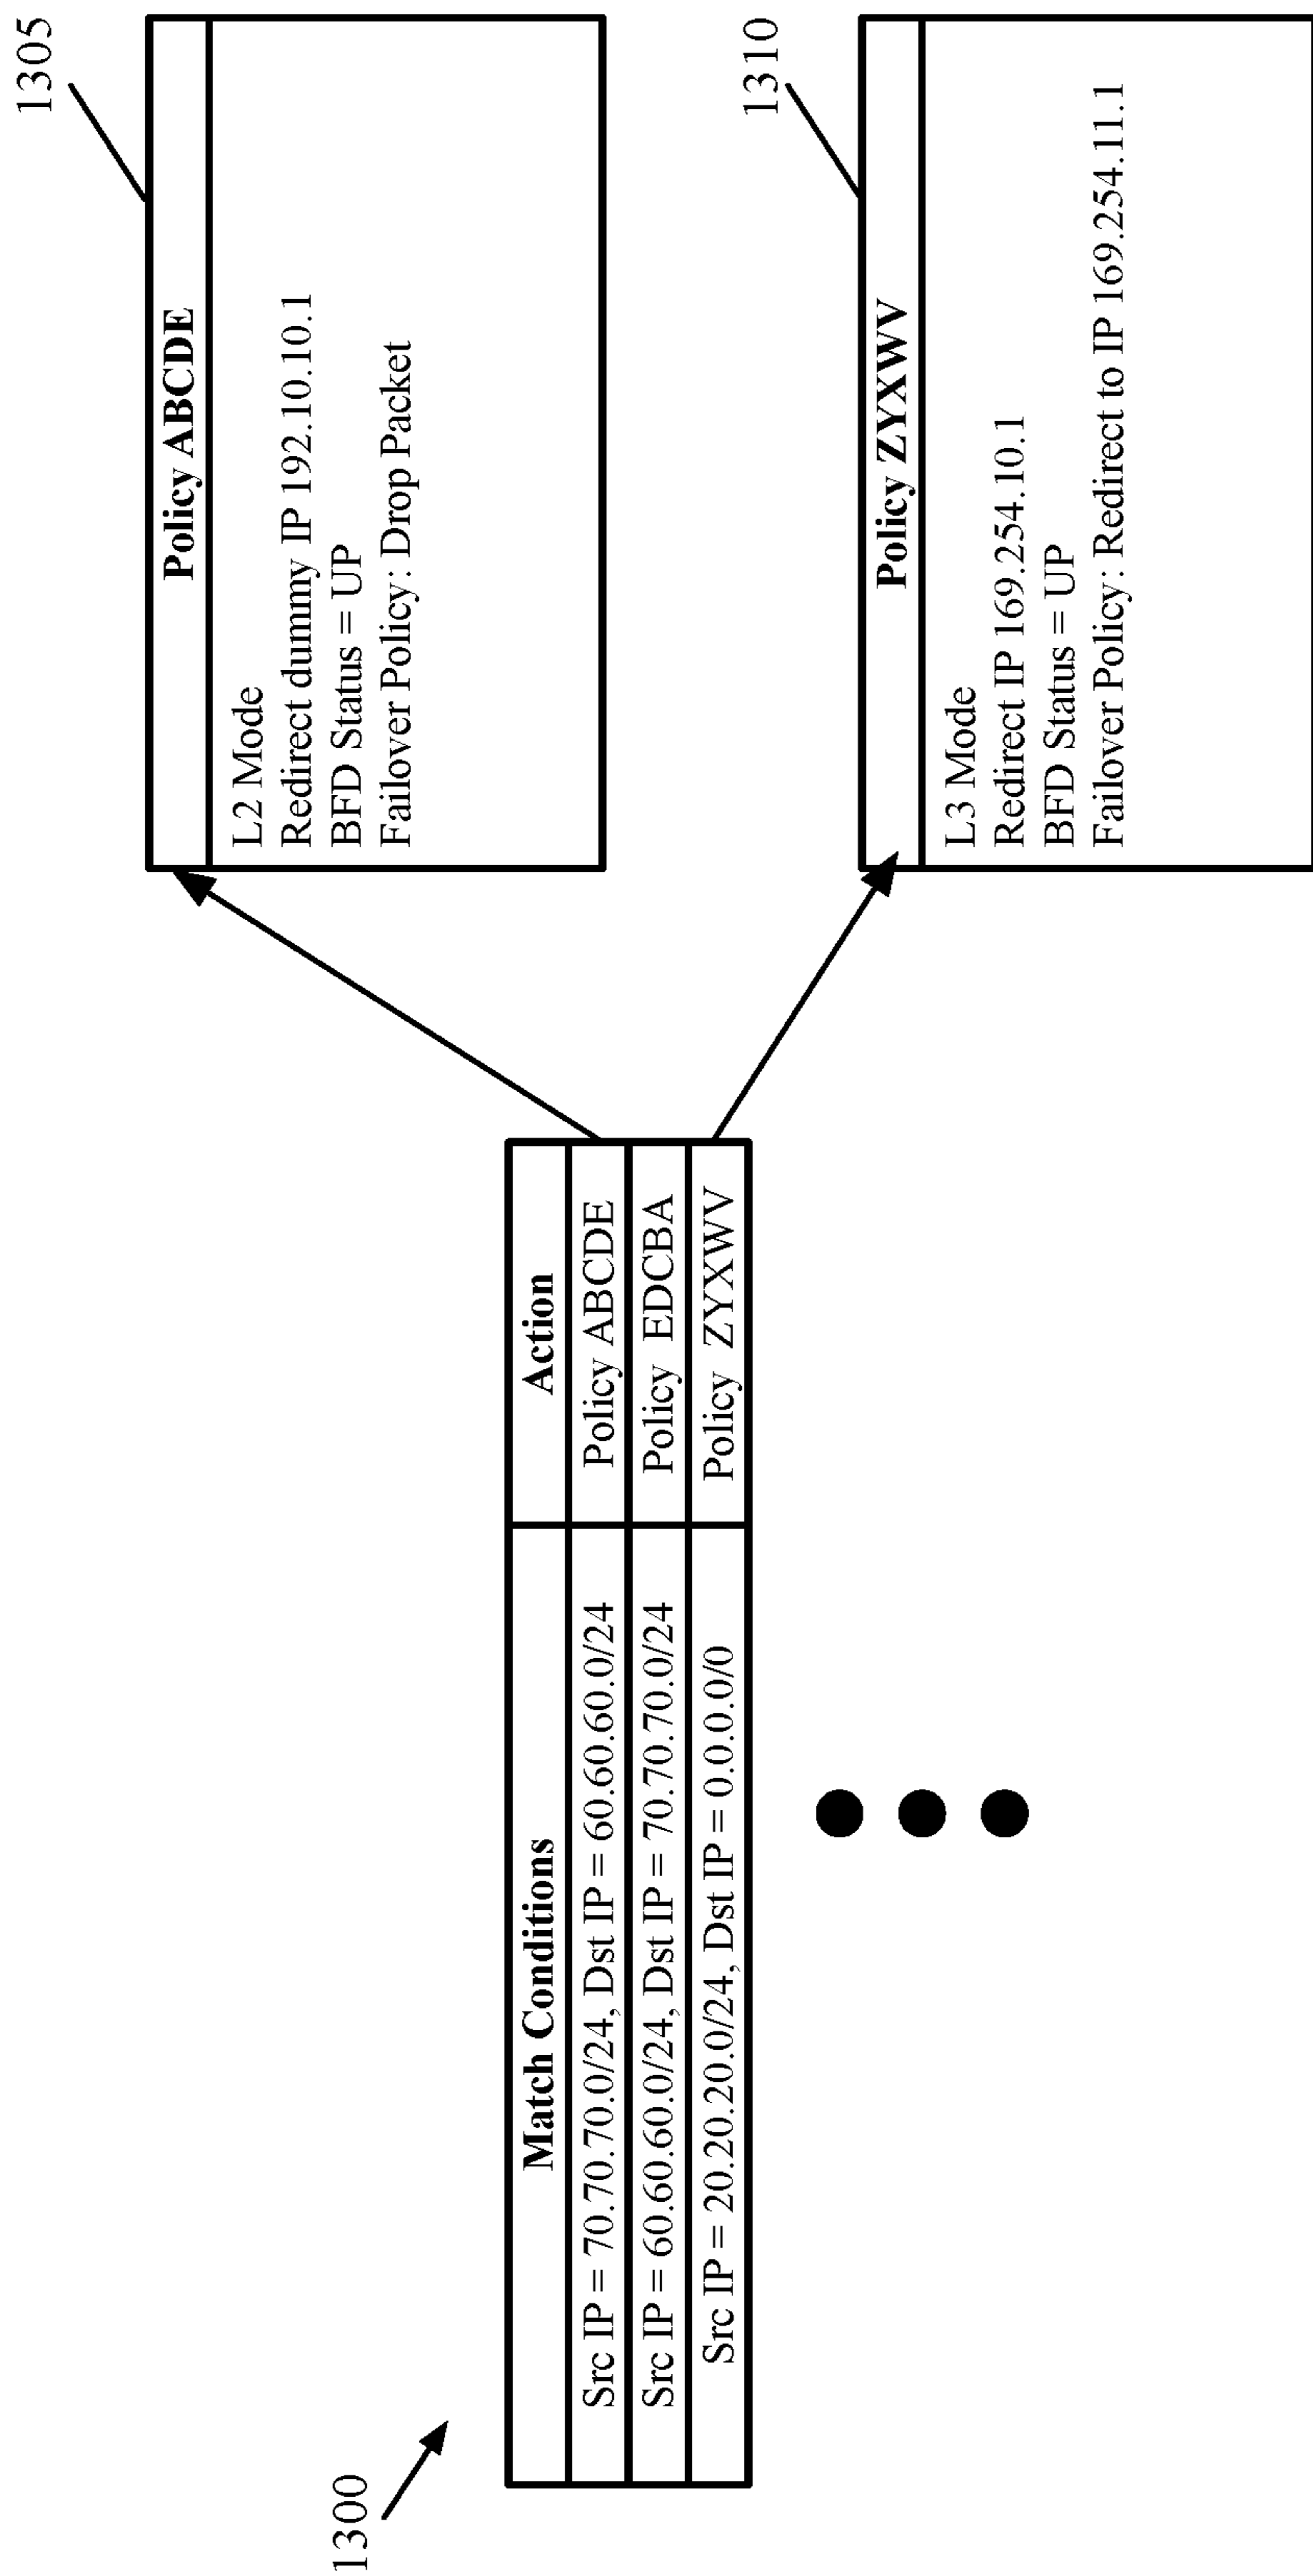 1300
Match Conditions Action
Src IP = 70.70.70.0/24, Dst IP = 60.60.60.0/24 Policy ABCDE
Src IP = 60.60.60.0/24, Dst IP = 70.70.70.0/24 Policy EDCBA
Src IP = 20.20.20.0/24, Dst IP = 0.0.0.0/0 Policy ZYXWV
1305
Policy ABCDE
L2 Mode
Redirect dummy IP 192.10.10.1
BFD Status = UP
Failover Policy: Drop Packet
1310
Policy ZYXWV
L3 Mode
Redirect IP 169.254.10.1
BFD Status = UP
Failover Policy: Redirect to IP 169.254.11.1